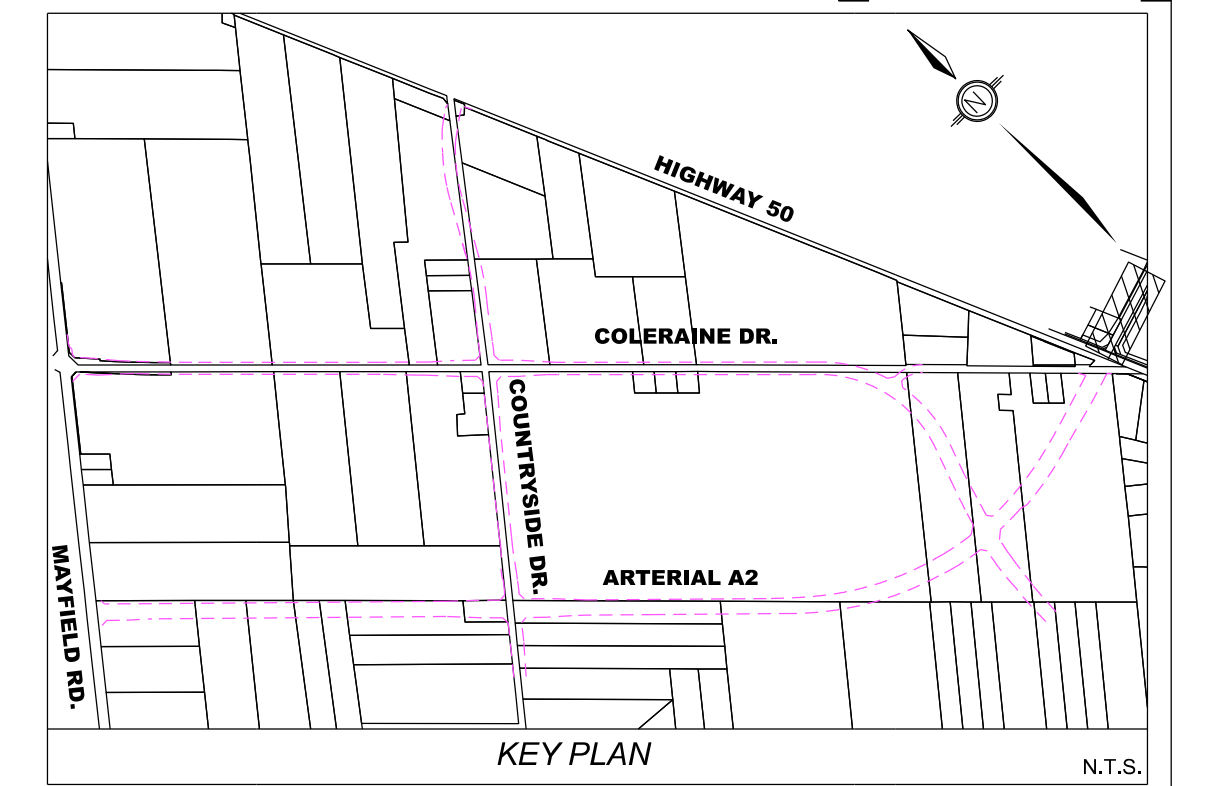 N
HIGHWAY 50
COLERAINE DR.
COUNTRYSIDE DR.
MAYFIELD RD.
ARTERIAL A2
KEY PLAN
N.T.S.